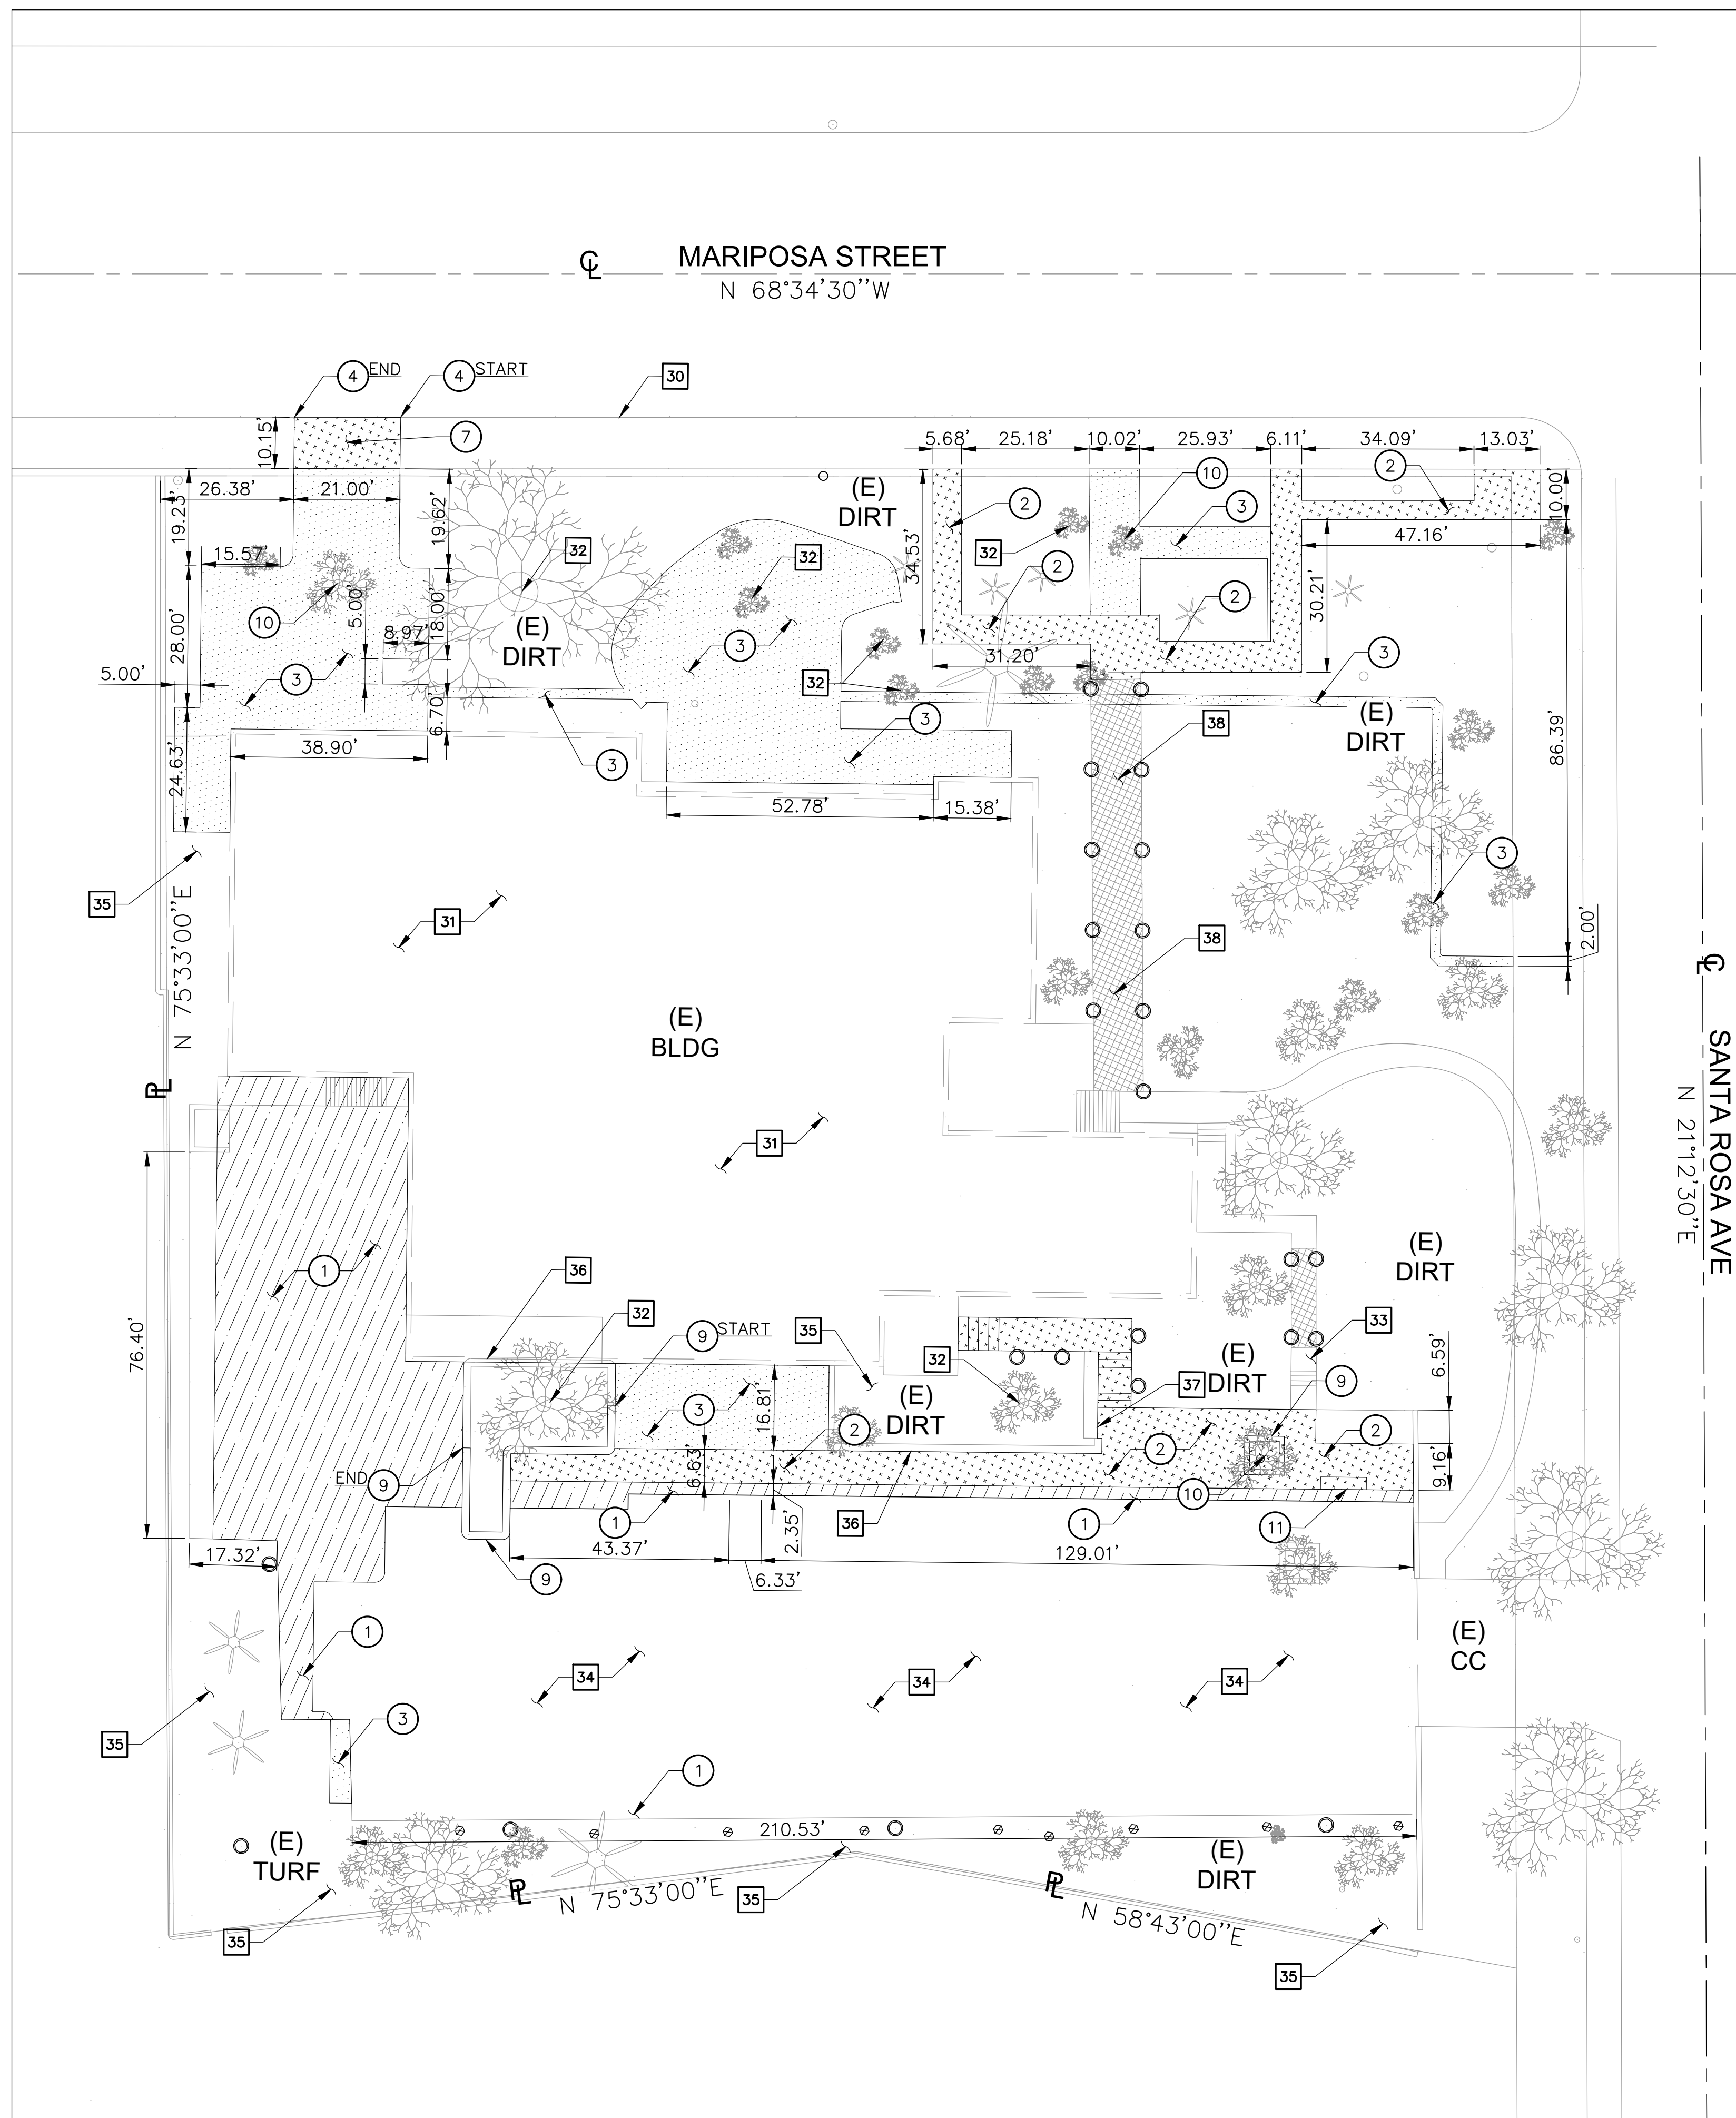 MARIPOSA STREET
N 68°34'30''W
4 END
4 START
30
7
10.15'
26.38'
21.00'
19.23'
19.62'
15.57'
28.00'
5.00'
8.97'
18.00'
10
3
5.00'
6.70'
24.63'
38.90'
(E)
DIRT
32
3
32
3
32
32
3
52.78'
15.38'
(E)
DIRT
5.68'
25.18'
10.02'
25.93'
6.11'
34.09'
13.03'
2
10
2
3
32
2
2
34.53'
31.20'
30.21'
47.16'
10.00'
3
(E)
DIRT
86.39'
38
3
2.00'
38
35
31
N 75°33'00''E
(E)
BLDG
31
PL
CL
CL
SANTA ROSA AVE
N 21°12'30''E
76.40'
1
36
32
9 START
35
3
16.81'
2
6.63'
END 9
9
1
43.37'
6.33'
2.35'
36
129.01'
(E)
DIRT
32
37
(E)
DIRT
(E)
DIRT
33
9
2
2
6.59'
9.16'
10
11
1
17.32'
1
35
3
34
34
34
(E)
CC
1
210.53'
(E)
TURF
35
PL
N 75°33'00''E
35
PL
N 58°43'00''E
(E)
DIRT
35